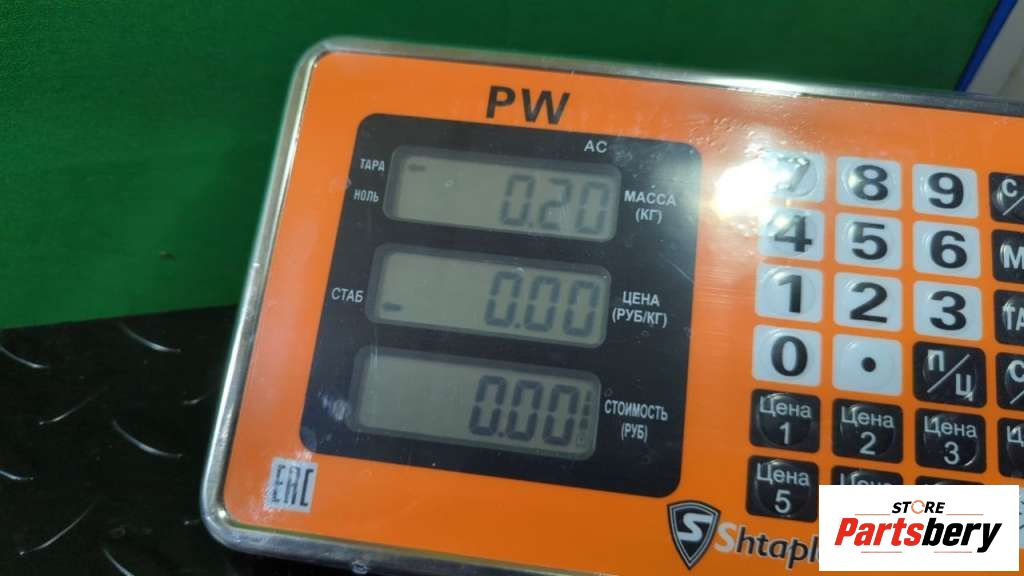 PW
AC
ТАРА
НОЛЬ
0.20
МАССА
(КГ)
СТАБ
0.00
ЦЕНА
(РУБ/КГ)
0.00
СТОИМОСТЬ
(РУБ)
7 8 9
4 5 6 M
1 2 3 ТА
0 • П/Ц
Цена 1
Цена 2
Цена 3
Цена 5
EAC
S Shtapl
STORE
Partsbery